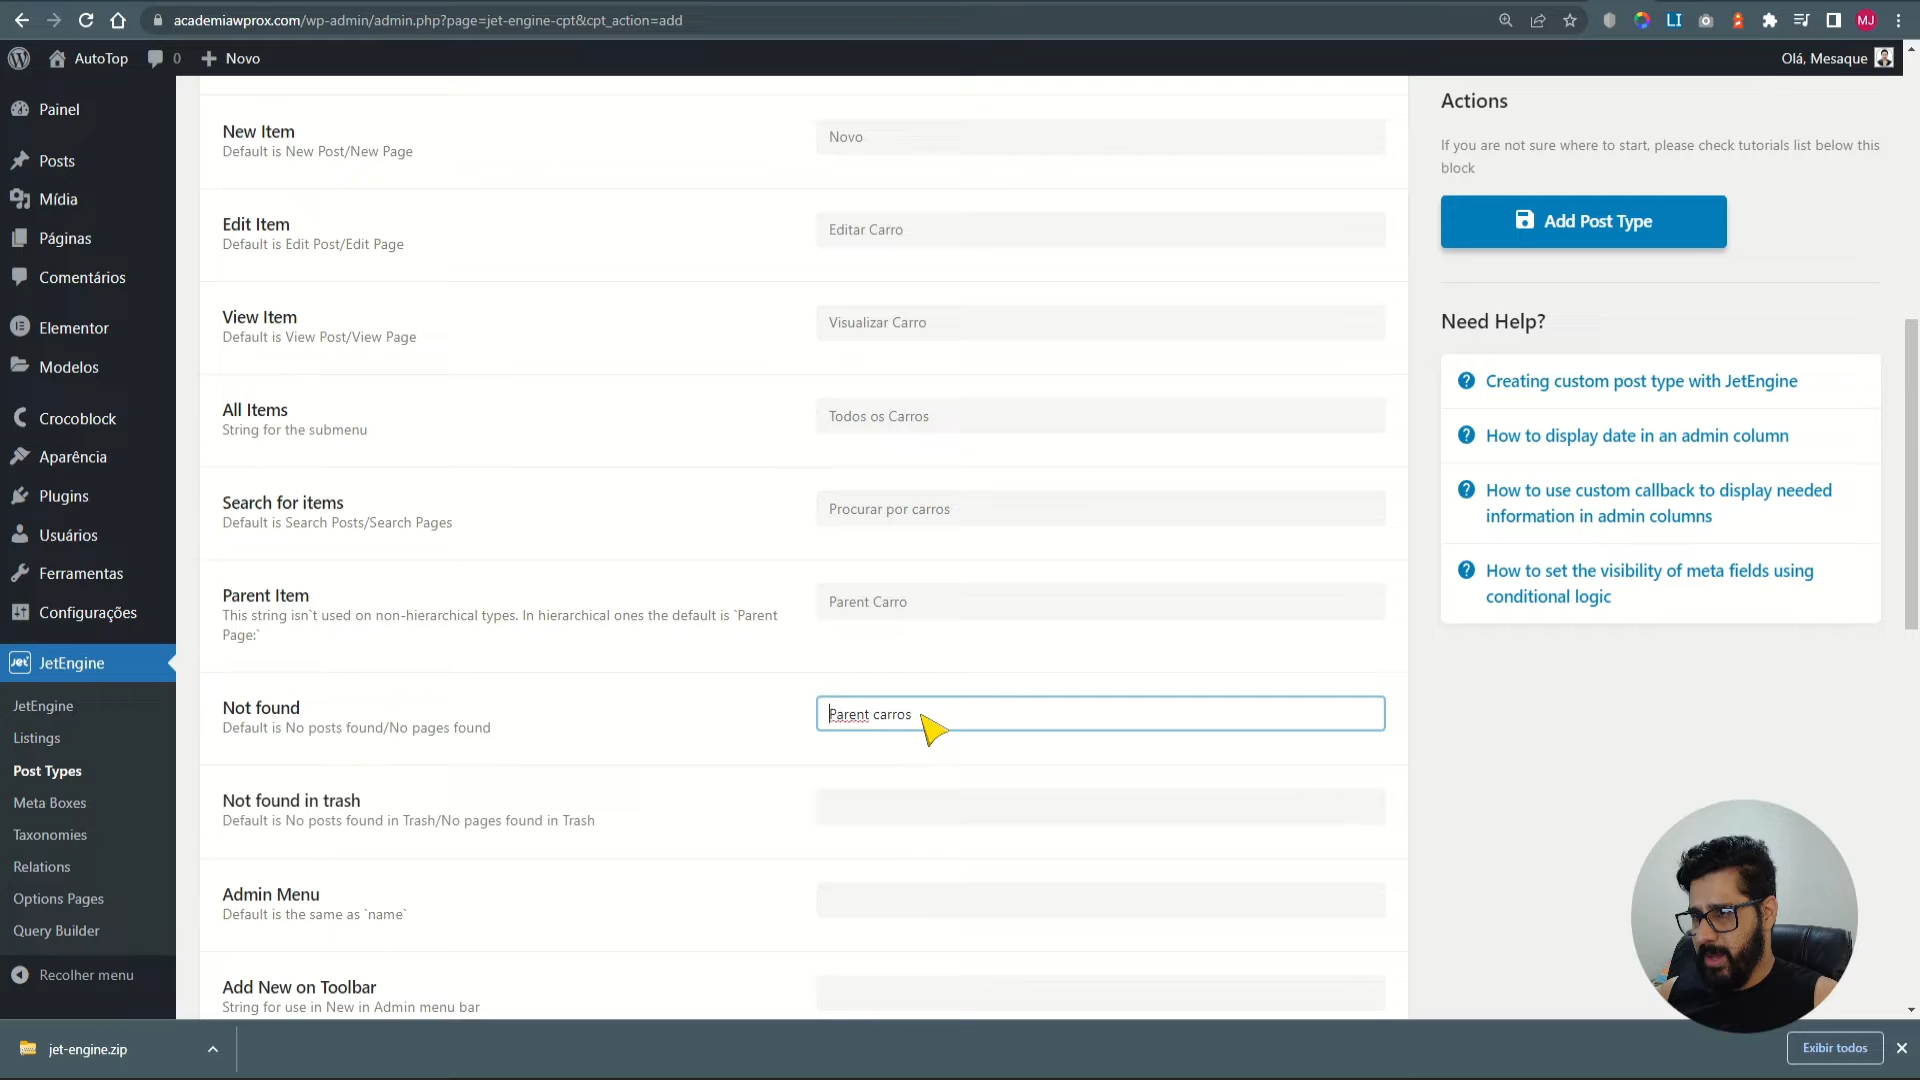 academiawprox.com/wp-admin/admin.php?page=jet-engine-cpt&cpt_action=add
LI
MJ
AutoTop
0
Novo
Olá, Mesaque
Painel
Posts
Mídia
Páginas
Comentários
Elementor
Modelos
Crocoblock
Aparência
Plugins
Usuários
Ferramentas
Configurações
Jet
JetEngine
JetEngine
Listings
Post Types
Meta Boxes
Taxonomies
Relations
Options Pages
Query Builder
Recolher menu
New Item
Default is New Post/New Page
Novo
Edit Item
Default is Edit Post/Edit Page
Editar Carro
View Item
Default is View Post/View Page
Visualizar Carro
All Items
String for the submenu
Todos os Carros
Search for items
Default is Search Posts/Search Pages
Procurar por carros
Parent Item
This string isn`t used on non-hierarchical types. In hierarchical ones the default is `Parent
Page:`
Parent Carro
Not found
Default is No posts found/No pages found
Parent carros
Not found in trash
Default is No posts found in Trash/No pages found in Trash
Admin Menu
Default is the same as `name`
Add New on Toolbar
String for use in New in Admin menu bar
Actions
If you are not sure where to start, please check tutorials list below this
block
Add Post Type
Need Help?
Creating custom post type with JetEngine
How to display date in an admin column
How to use custom callback to display needed
information in admin columns
How to set the visibility of meta fields using
conditional logic
jet-engine.zip
Exibir todos